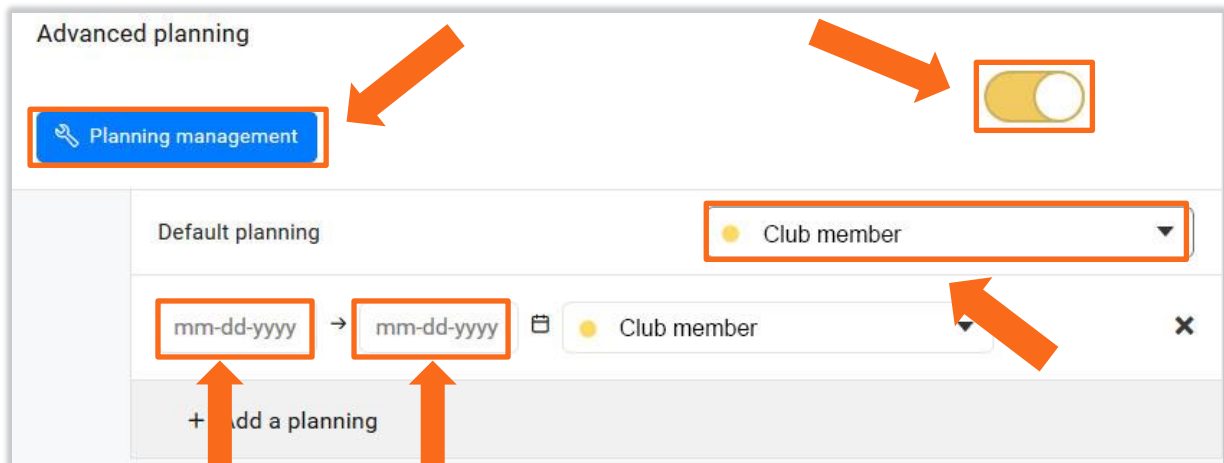 Advanced planning
Planning management
Default planning
Club member
mm-dd-yyyy → mm-dd-yyyy Club member
+ Add a planning